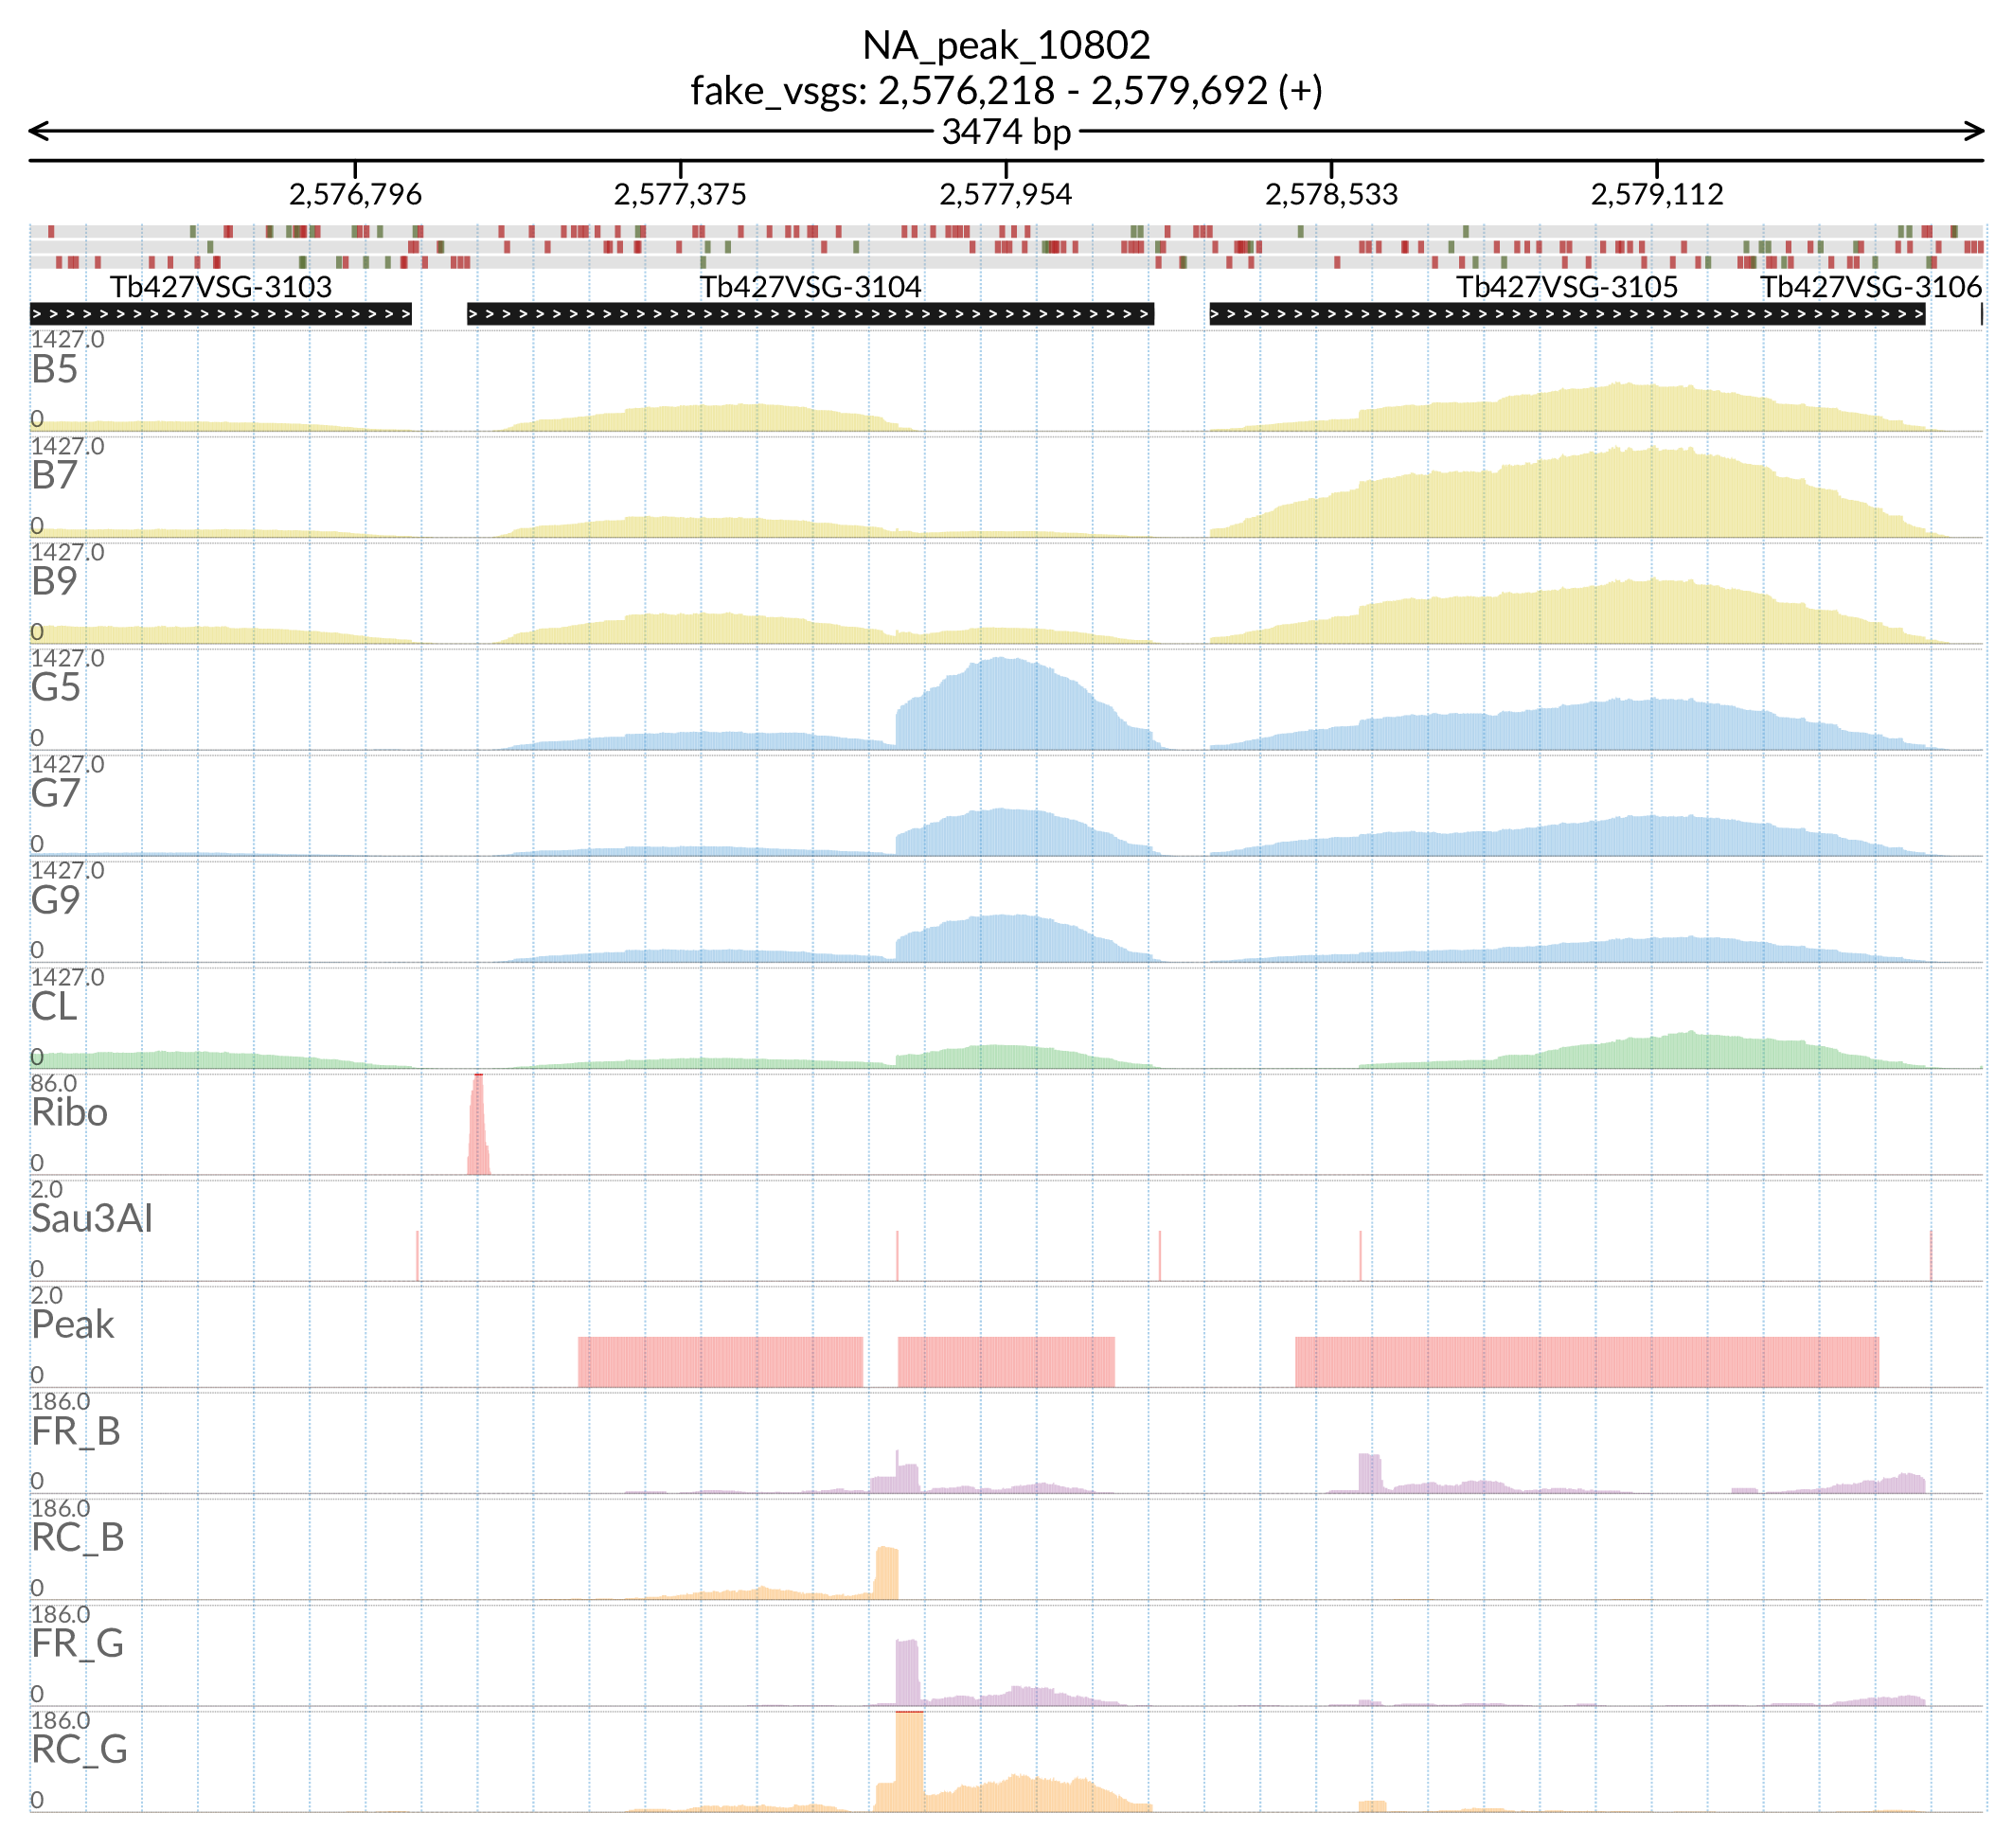 NA_peak_10802
fake_vsgs: 2,576,218 - 2,579,692 (+)
3474 bp
2,576,796 2,577,375 2,577,954 2,578,533 2,579,112
Tb427VSG-3103 Tb427VSG-3104 Tb427VSG-3105 Tb427VSG-3106
1427.0
B5
0
1427.0
B7
0
1427.0
B9
0
1427.0
G5
0
1427.0
G7
0
1427.0
G9
0
1427.0
CL
0
86.0
Ribo
0
2.0
Sau3AI
0
2.0
Peak
0
186.0
FR_B
0
186.0
RC_B
0
186.0
FR_G
0
186.0
RC_G
0